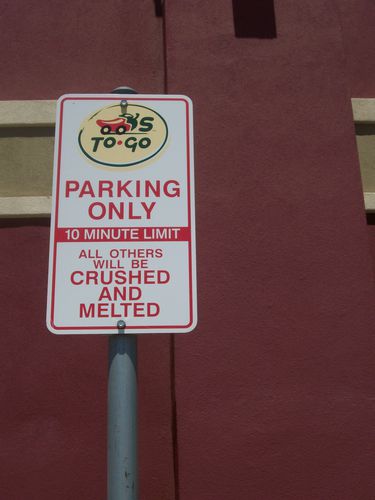 'S
TO•GO
PARKING
ONLY
10 MINUTE LIMIT
ALL OTHERS
WILL BE
CRUSHED
AND
MELTED